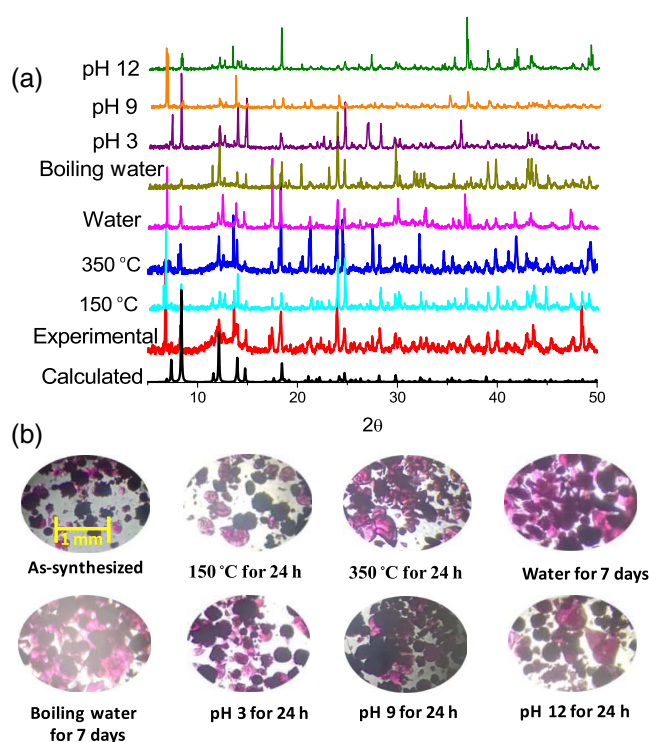 (a)
pH 12
pH 9
pH 3
Boiling water
Water
350 °C
150 °C
Experimental
Calculated
10 20 30 40 50
2θ
(b)
1 mm
As-synthesized
150 °C for 24 h
350 °C for 24 h
Water for 7 days
Boiling water
for 7 days
pH 3 for 24 h
pH 9 for 24 h
pH 12 for 24 h